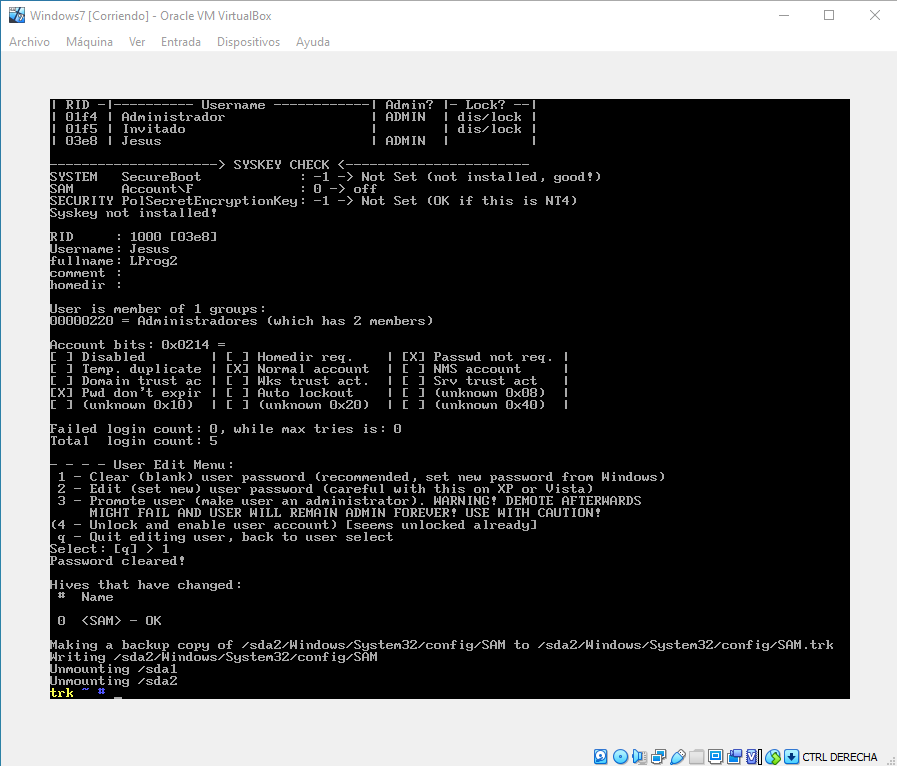 Windows7 [Corriendo] - Oracle VM VirtualBox
Archivo Máquina Ver Entrada Dispositivos Ayuda
| RID -|---------- Username ------------| Admin? |- Lock? --|
| 01f4 | Administrador                  | ADMIN  | dis/lock |
| 01f5 | Invitado                       |        | dis/lock |
| 03e8 | Jesus                          | ADMIN  |          |
---------------------> SYSKEY CHECK <-----------------------
SYSTEM   SecureBoot            : -1 -> Not Set (not installed, good!)
SAM      Account\F             : 0 -> off
SECURITY PolSecretEncryptionKey: -1 -> Not Set (OK if this is NT4)
Syskey not installed!
RID     : 1000 [03e8]
Username: Jesus
fullname: LProg2
comment :
homedir :
User is member of 1 groups:
00000220 = Administradores (which has 2 members)
Account bits: 0x0214 =
[ ] Disabled        | [ ] Homedir req.    | [X] Passwd not req. |
[ ] Temp. duplicate | [X] Normal account  | [ ] NMS account     |
[ ] Domain trust ac | [ ] Wks trust act.  | [ ] Srv trust act   |
[X] Pwd don't expir | [ ] Auto lockout    | [ ] (unknown 0x08)  |
[ ] (unknown 0x10)  | [ ] (unknown 0x20)  | [ ] (unknown 0x40)  |
Failed login count: 0, while max tries is: 0
Total  login count: 5
- - - - User Edit Menu:
 1 - Clear (blank) user password (recommended, set new password from Windows)
 2 - Edit (set new) user password (careful with this on XP or Vista)
 3 - Promote user (make user an administrator). WARNING! DEMOTE AFTERWARDS
     MIGHT FAIL AND USER WILL REMAIN ADMIN FOREVER! USE WITH CAUTION!
(4 - Unlock and enable user account) [seems unlocked already]
 q - Quit editing user, back to user select
Select: [q] > 1
Password cleared!
Hives that have changed:
 #  Name
 0  <SAM> - OK
Making a backup copy of /sda2/Windows/System32/config/SAM to /sda2/Windows/System32/config/SAM.trk
Writing /sda2/Windows/System32/config/SAM
Unmounting /sda1
Unmounting /sda2
trk ~ # _
CTRL DERECHA